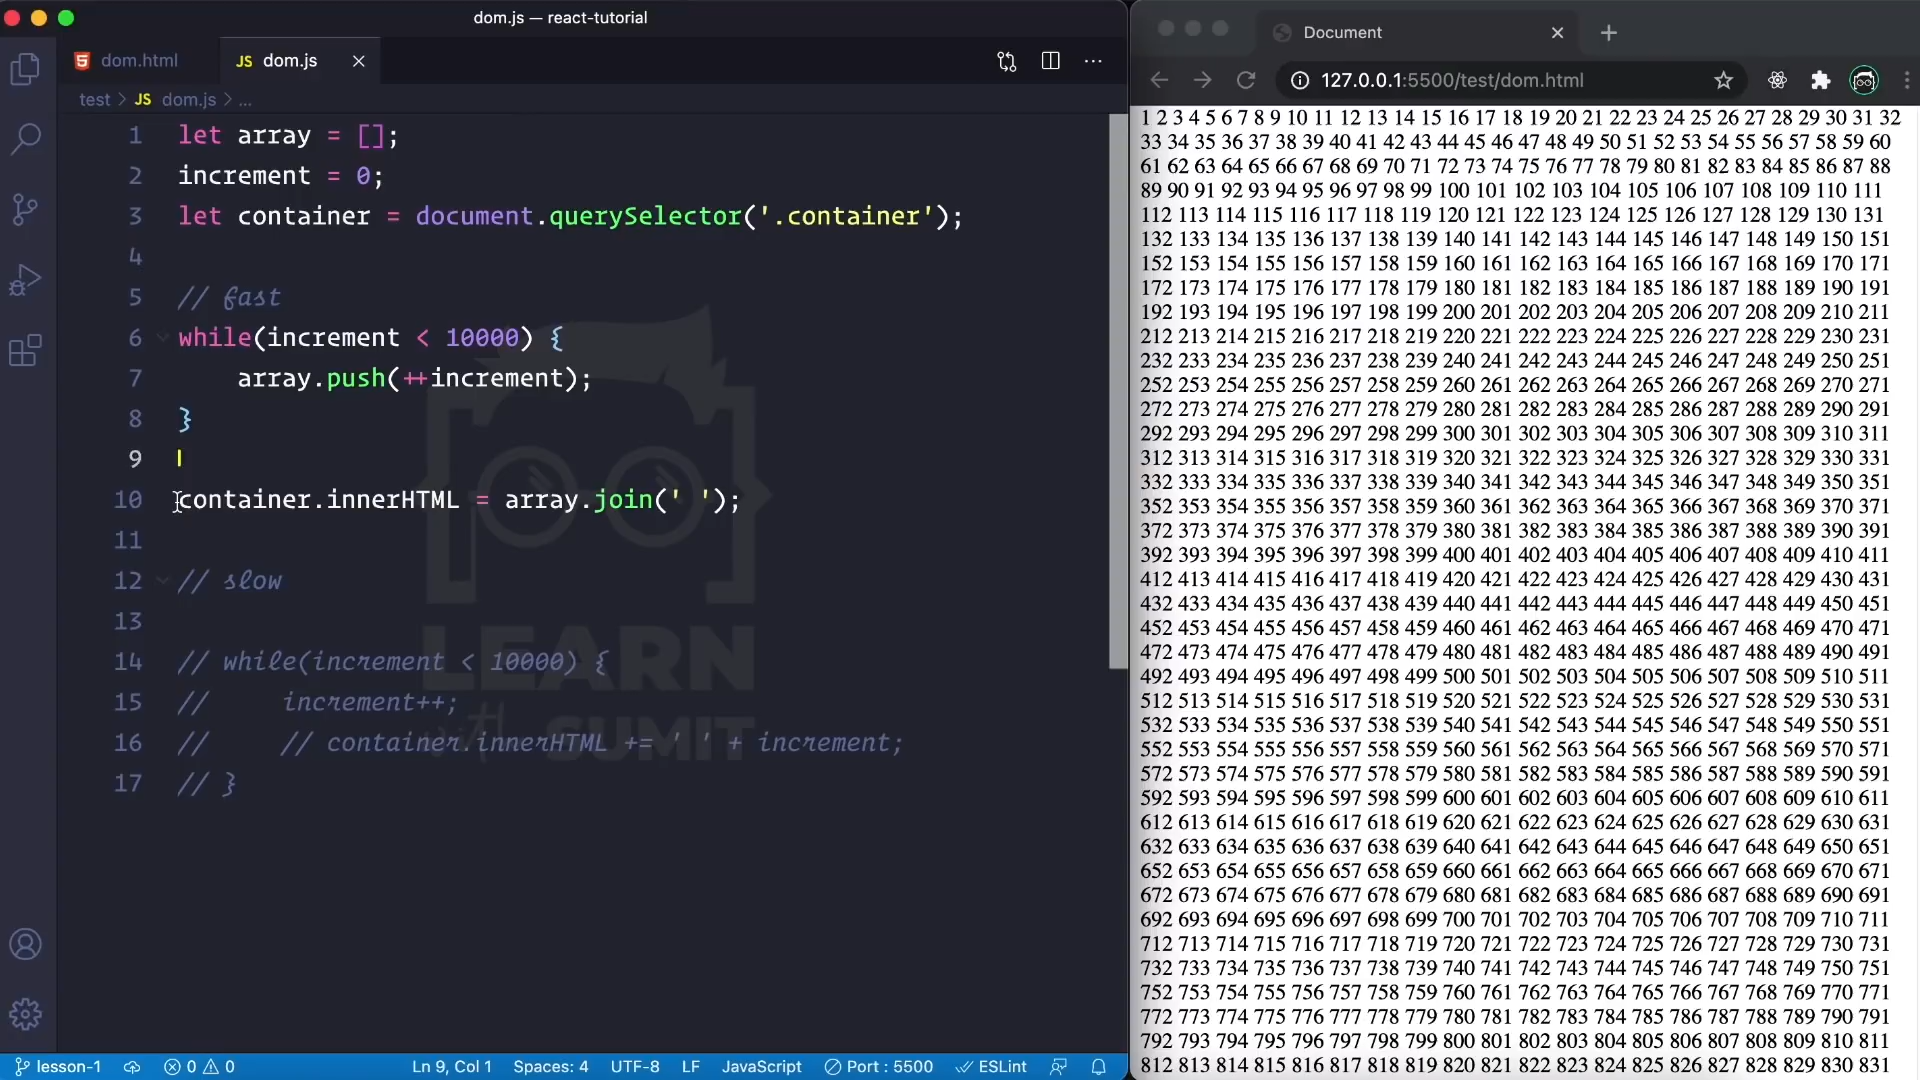 dom.js — react-tutorial
dom.html
JS dom.js
test > JS dom.js > ...
1 let array = [];
2 increment = 0;
3 let container = document.querySelector('.container');
4
5 // fast
6 while(increment < 10000) {
7 array.push(++increment);
8 }
9
10 container.innerHTML = array.join(' ');
11
12 // slow
13
14 // while(increment < 10000) {
15 // increment++;
16 // // container.innerHTML += ' ' + increment;
17 // }
LEARN
with SUMIT
lesson-1 0 0 Ln 9, Col 1 Spaces: 4 UTF-8 LF JavaScript Port : 5500 ESLint
Document
127.0.0.1:5500/test/dom.html
1 2 3 4 5 6 7 8 9 10 11 12 13 14 15 16 17 18 19 20 21 22 23 24 25 26 27 28 29 30 31 32
33 34 35 36 37 38 39 40 41 42 43 44 45 46 47 48 49 50 51 52 53 54 55 56 57 58 59 60
61 62 63 64 65 66 67 68 69 70 71 72 73 74 75 76 77 78 79 80 81 82 83 84 85 86 87 88
89 90 91 92 93 94 95 96 97 98 99 100 101 102 103 104 105 106 107 108 109 110 111
112 113 114 115 116 117 118 119 120 121 122 123 124 125 126 127 128 129 130 131
132 133 134 135 136 137 138 139 140 141 142 143 144 145 146 147 148 149 150 151
152 153 154 155 156 157 158 159 160 161 162 163 164 165 166 167 168 169 170 171
172 173 174 175 176 177 178 179 180 181 182 183 184 185 186 187 188 189 190 191
192 193 194 195 196 197 198 199 200 201 202 203 204 205 206 207 208 209 210 211
212 213 214 215 216 217 218 219 220 221 222 223 224 225 226 227 228 229 230 231
232 233 234 235 236 237 238 239 240 241 242 243 244 245 246 247 248 249 250 251
252 253 254 255 256 257 258 259 260 261 262 263 264 265 266 267 268 269 270 271
272 273 274 275 276 277 278 279 280 281 282 283 284 285 286 287 288 289 290 291
292 293 294 295 296 297 298 299 300 301 302 303 304 305 306 307 308 309 310 311
312 313 314 315 316 317 318 319 320 321 322 323 324 325 326 327 328 329 330 331
332 333 334 335 336 337 338 339 340 341 342 343 344 345 346 347 348 349 350 351
352 353 354 355 356 357 358 359 360 361 362 363 364 365 366 367 368 369 370 371
372 373 374 375 376 377 378 379 380 381 382 383 384 385 386 387 388 389 390 391
392 393 394 395 396 397 398 399 400 401 402 403 404 405 406 407 408 409 410 411
412 413 414 415 416 417 418 419 420 421 422 423 424 425 426 427 428 429 430 431
432 433 434 435 436 437 438 439 440 441 442 443 444 445 446 447 448 449 450 451
452 453 454 455 456 457 458 459 460 461 462 463 464 465 466 467 468 469 470 471
472 473 474 475 476 477 478 479 480 481 482 483 484 485 486 487 488 489 490 491
492 493 494 495 496 497 498 499 500 501 502 503 504 505 506 507 508 509 510 511
512 513 514 515 516 517 518 519 520 521 522 523 524 525 526 527 528 529 530 531
532 533 534 535 536 537 538 539 540 541 542 543 544 545 546 547 548 549 550 551
552 553 554 555 556 557 558 559 560 561 562 563 564 565 566 567 568 569 570 571
572 573 574 575 576 577 578 579 580 581 582 583 584 585 586 587 588 589 590 591
592 593 594 595 596 597 598 599 600 601 602 603 604 605 606 607 608 609 610 611
612 613 614 615 616 617 618 619 620 621 622 623 624 625 626 627 628 629 630 631
632 633 634 635 636 637 638 639 640 641 642 643 644 645 646 647 648 649 650 651
652 653 654 655 656 657 658 659 660 661 662 663 664 665 666 667 668 669 670 671
672 673 674 675 676 677 678 679 680 681 682 683 684 685 686 687 688 689 690 691
692 693 694 695 696 697 698 699 700 701 702 703 704 705 706 707 708 709 710 711
712 713 714 715 716 717 718 719 720 721 722 723 724 725 726 727 728 729 730 731
732 733 734 735 736 737 738 739 740 741 742 743 744 745 746 747 748 749 750 751
752 753 754 755 756 757 758 759 760 761 762 763 764 765 766 767 768 769 770 771
772 773 774 775 776 777 778 779 780 781 782 783 784 785 786 787 788 789 790 791
792 793 794 795 796 797 798 799 800 801 802 803 804 805 806 807 808 809 810 811
812 813 814 815 816 817 818 819 820 821 822 823 824 825 826 827 828 829 830 831